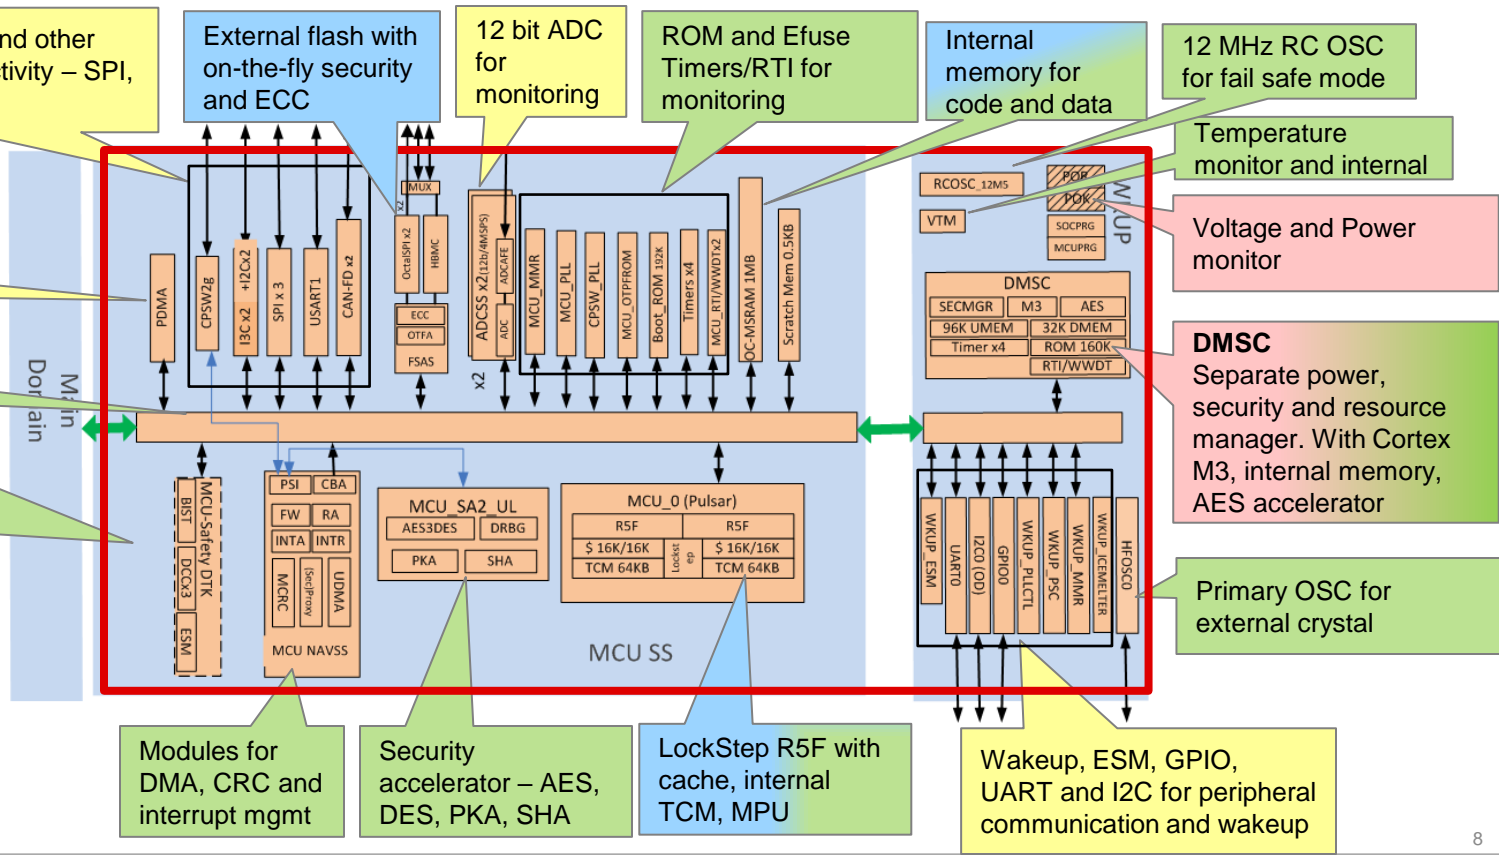 nd other
tivity – SPI,
External flash with
on-the-fly security
and ECC
12 bit ADC
for
monitoring
ROM and Efuse
Timers/RTI for
monitoring
Internal
memory for
code and data
12 MHz RC OSC
for fail safe mode
Temperature
monitor and internal
Voltage and Power
monitor
DMSC
Separate power,
security and resource
manager. With Cortex
M3, internal memory,
AES accelerator
Primary OSC for
external crystal
Main
Domain
PDMA
CPSW2g
I3C x2 +I2Cx2
SPI x 3
USART1
CAN-FD x2
MUX
x2
OctalSPI x2
HBMC
ECC
OTFA
FSAS
ADCSS x2(12b/4MSPS)
ADCAFE
ADC
x2
MCU_MMR
MCU_PLL
CPSW_PLL
MCU_OTPFROM
Boot_ROM 192K
Timers x4
MCU_RTI/WWDTx2
OC-MSRAM 1MB
Scratch Mem 0.5KB
RCOSC_12M5
VTM
POR
POK
SOCPRG
MCUPRG
WKUP
DMSC
SECMGR
M3
AES
96K UMEM
32K DMEM
Timer x4
ROM 160K
RTI/WWDT
MCU-Safety DTK
BIST
DCCx3
ESM
PSI
CBA
FW
RA
INTA
INTR
MCRC
(Sec)Proxy
UDMA
MCU NAVSS
MCU_SA2_UL
AES3DES
DRBG
PKA
SHA
MCU_0 (Pulsar)
R5F
R5F
$ 16K/16K
Lockst
ep
$ 16K/16K
TCM 64KB
TCM 64KB
MCU SS
WKUP_ESM
UART0
I2C0 (OD)
GPIO0
WKUP_PLLCTL
WKUP_PSC
WKUP_MMR
WKUP_ICEMELTER
HFOSC0
Modules for
DMA, CRC and
interrupt mgmt
Security
accelerator – AES,
DES, PKA, SHA
LockStep R5F with
cache, internal
TCM, MPU
Wakeup, ESM, GPIO,
UART and I2C for peripheral
communication and wakeup
8